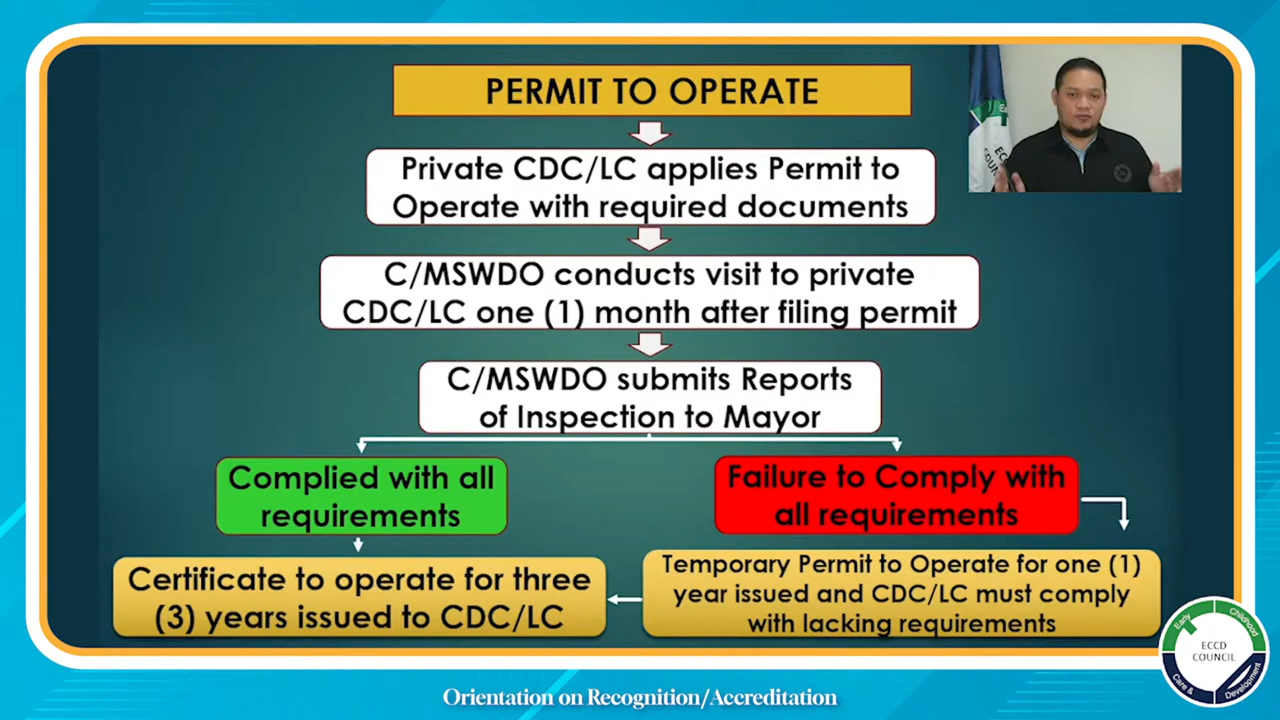 PERMIT TO OPERATE
Private CDC/LC applies Permit to
Operate with required documents
C/MSWDO conducts visit to private
CDC/LC one (1) month after filing permit
C/MSWDO submits Reports
of Inspection to Mayor
Complied with all
requirements
Failure to Comply with
all requirements
Certificate to operate for three
(3) years issued to CDC/LC
Temporary Permit to Operate for one (1)
year issued and CDC/LC must comply
with lacking requirements
Early Childhood
ECCD
COUNCIL
Care & Development
Orientation on Recognition/Accreditation